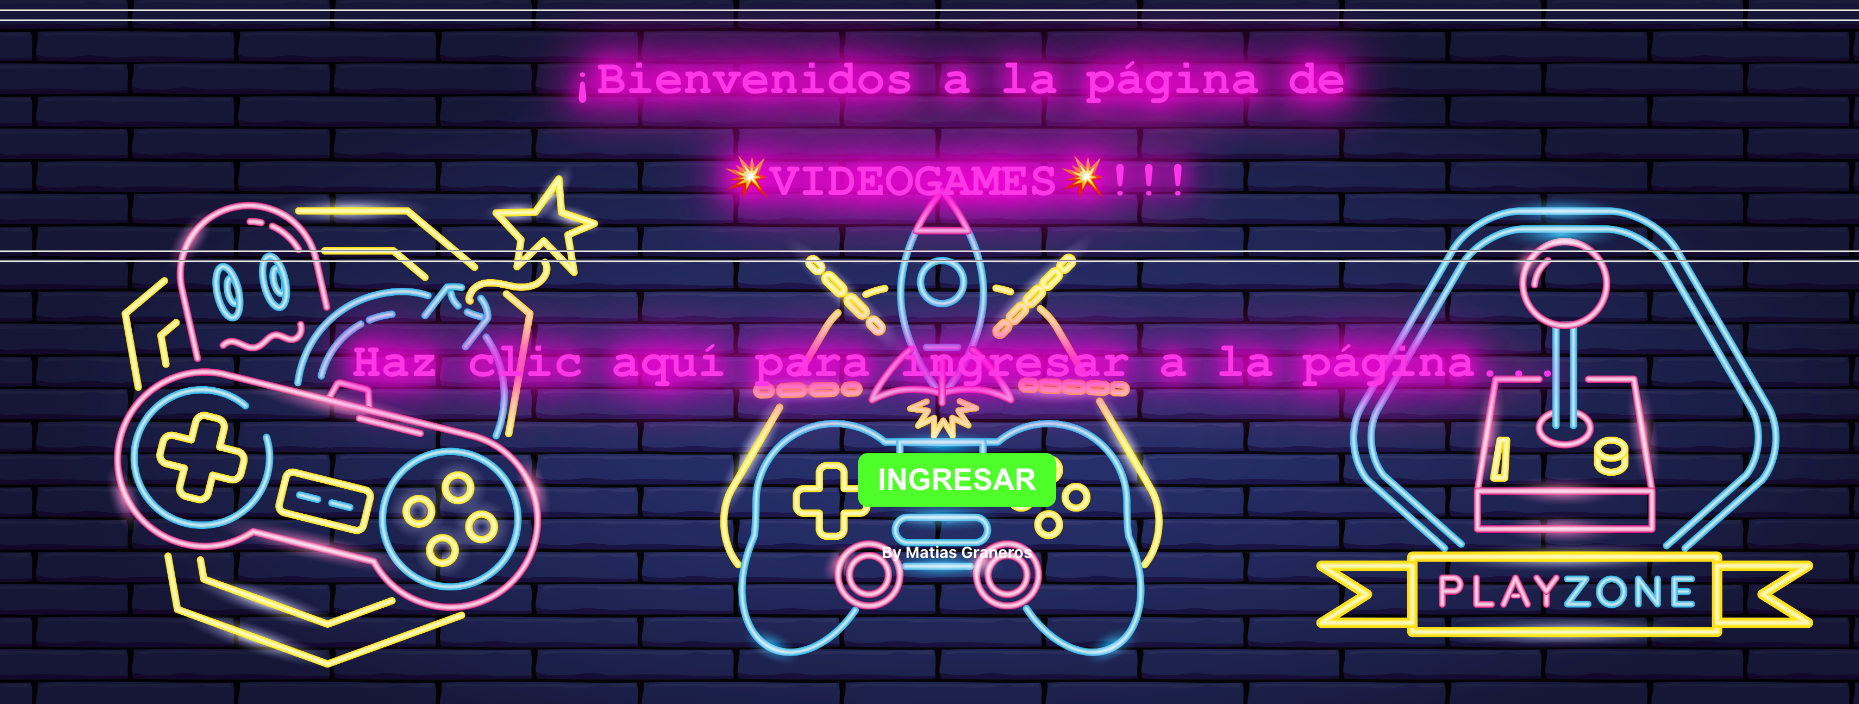 ¡Bienvenidos a la página de
💥VIDEOGAMES💥!!!
Haz clic aquí para ingresar a la página...
INGRESAR
By Matias Graneros
PLAYZONE